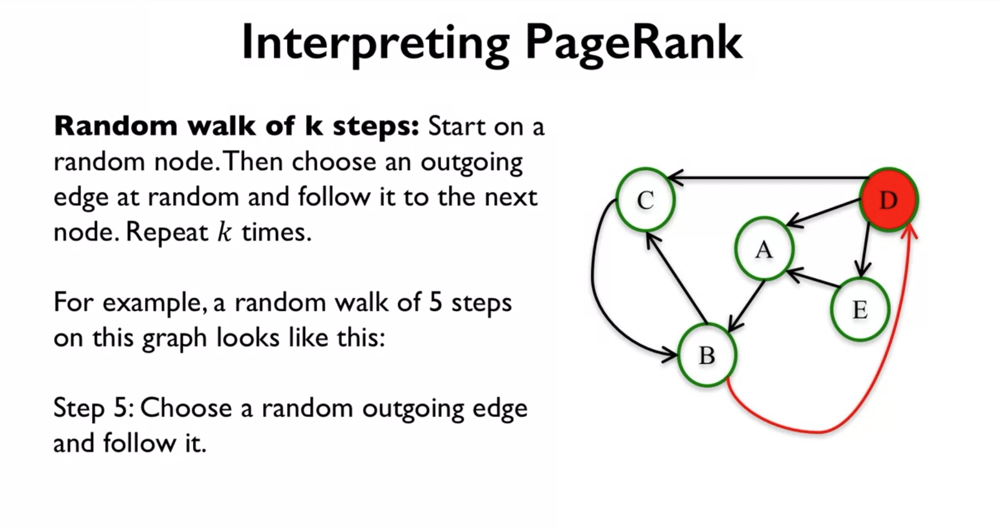 Interpreting PageRank
Random walk of k steps: Start on a
random node. Then choose an outgoing
edge at random and follow it to the next
node. Repeat k times.
For example, a random walk of 5 steps
on this graph looks like this:
Step 5: Choose a random outgoing edge
and follow it.
C
D
A
E
B